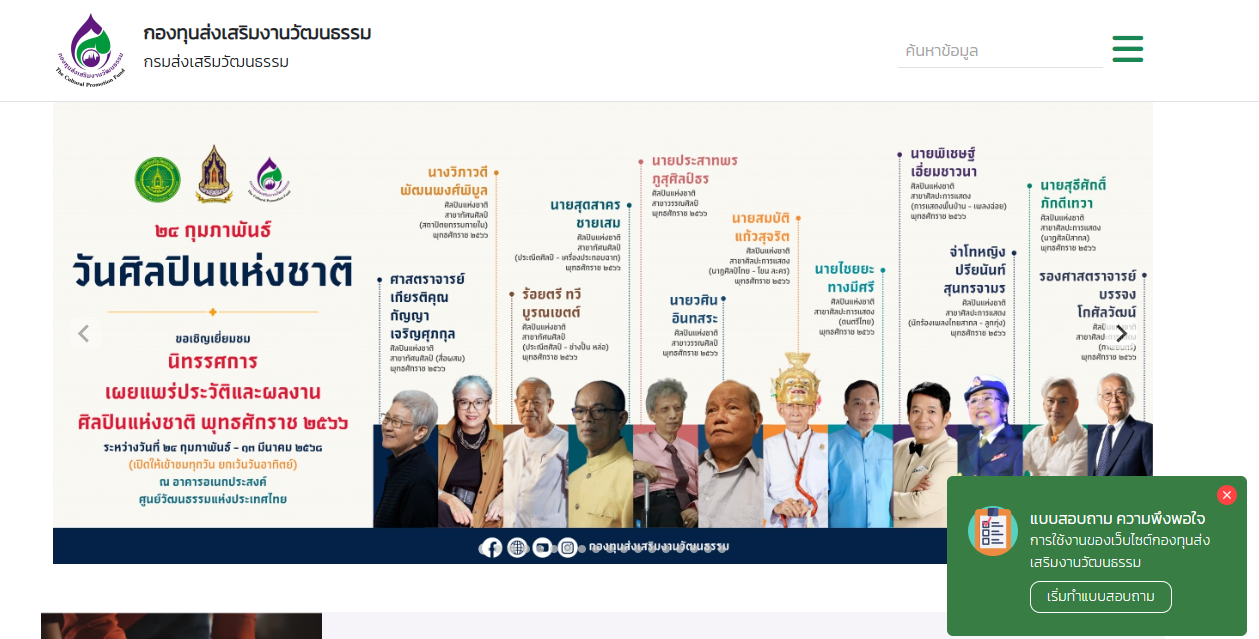 กองทุนส่งเสริมงานวัฒนธรรม
กรมส่งเสริมวัฒนธรรม
ค้นหาข้อมูล
กองทุนส่งเสริมงานวัฒนธรรม
The Cultural Promotion Fund
๒๔ กุมภาพันธ์
วันศิลปินแห่งชาติ
ขอเชิญเยี่ยมชม
นิทรรศการ
เผยแพร่ประวัติและผลงาน
ศิลปินแห่งชาติ พุทธศักราช ๒๕๖๖
ระหว่างวันที่ ๒๔ กุมภาพันธ์ - ๑๓ มีนาคม ๒๕๖๘
(เปิดให้เข้าชมทุกวัน ยกเว้นวันอาทิตย์)
ณ อาคารอเนกประสงค์
ศูนย์วัฒนธรรมแห่งประเทศไทย
ศาสตราจารย์
เกียรติคุณ
กัญญา
เจริญศุภกุล
ศิลปินแห่งชาติ
สาขาทัศนศิลป์ (สื่อผสม)
พุทธศักราช ๒๕๖๖
นางวิภาวดี
พัฒนพงศ์พิบูล
ศิลปินแห่งชาติ
สาขาทัศนศิลป์
(สถาปัตยกรรมภายใน)
พุทธศักราช ๒๕๖๖
ร้อยตรี ทวี
บูรณเขตต์
ศิลปินแห่งชาติ
สาขาทัศนศิลป์
(ประณีตศิลป์ - ช่างปั้น หล่อ)
พุทธศักราช ๒๕๖๖
นายสุดสาคร
ชายเสม
ศิลปินแห่งชาติ
สาขาทัศนศิลป์
(ประณีตศิลป์ - เครื่องประกอบฉาก)
พุทธศักราช ๒๕๖๖
นายประสาทพร
ภูสุศิลป์ธร
ศิลปินแห่งชาติ
สาขาวรรณศิลป์
พุทธศักราช ๒๕๖๖
นายวศิน
อินทสระ
ศิลปินแห่งชาติ
สาขาวรรณศิลป์
พุทธศักราช ๒๕๖๖
นายสมบัติ
แก้วสุจริต
ศิลปินแห่งชาติ
สาขาศิลปะการแสดง
(นาฏศิลป์ไทย - โขน ละคร)
พุทธศักราช ๒๕๖๖
นายไชยยะ
ทางมีศรี
ศิลปินแห่งชาติ
สาขาศิลปะการแสดง
(ดนตรีไทย)
พุทธศักราช ๒๕๖๖
นายพิเชษฐ์
เอี่ยมชาวนา
ศิลปินแห่งชาติ
สาขาศิลปะการแสดง
(การแสดงพื้นบ้าน - เพลงฉ่อย)
พุทธศักราช ๒๕๖๖
จ่าโทหญิง
ปรียนันท์
สุนทรจามร
ศิลปินแห่งชาติ
สาขาศิลปะการแสดง
(นักร้องเพลงไทยสากล - ลูกกรุง)
พุทธศักราช ๒๕๖๖
นายสุธีศักดิ์
ภักดีเทวา
ศิลปินแห่งชาติ
สาขาศิลปะการแสดง
(นาฏศิลป์สากล)
พุทธศักราช ๒๕๖๖
รองศาสตราจารย์
บรรจง
โกศัลวัฒน์
พุทธศักราช ๒๕๖๖
กองทุนส่งเสริมงานวัฒนธรรม
แบบสอบถาม ความพึงพอใจ
การใช้งานของเว็บไซต์กองทุนส่ง
เสริมงานวัฒนธรรม
เริ่มทำแบบสอบถาม